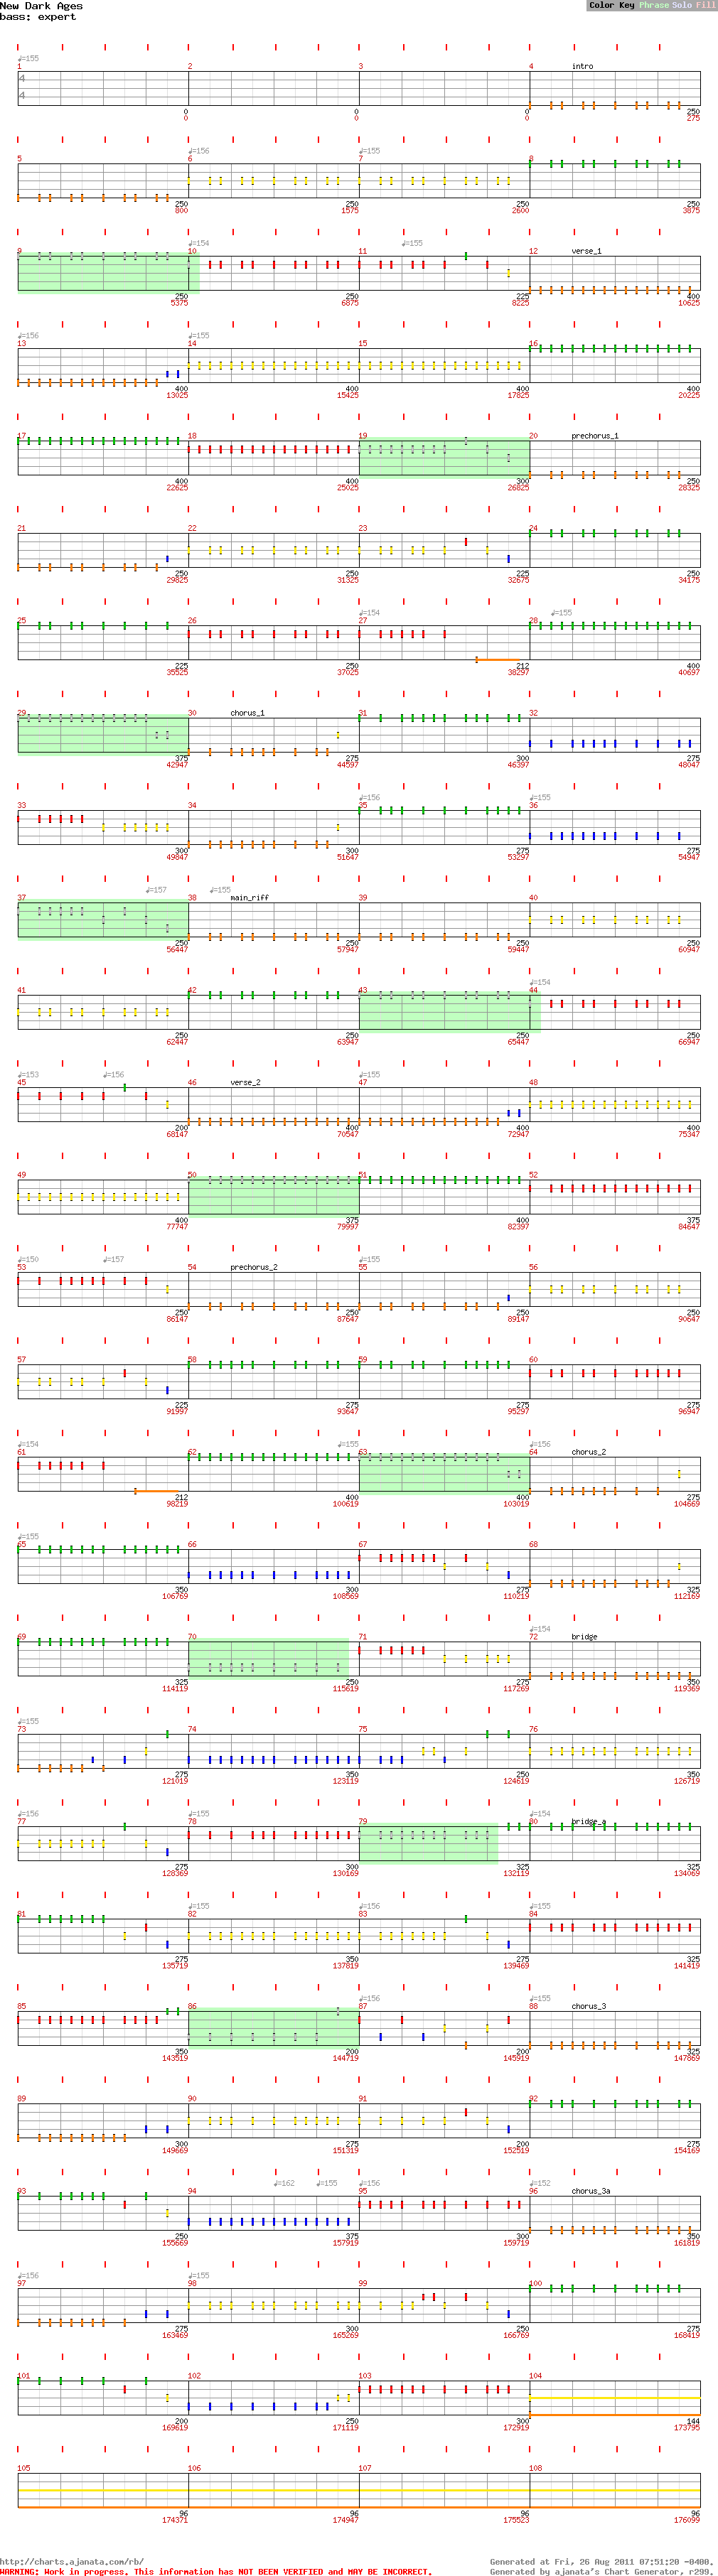 New Dark Ages
Color Key Phrase Solo Fill
bass: expert
♩=155
1 2 3 4 intro
4
4
0 0 250
0 0 275
♩=156 ♩=155
5 6 7 8
250 250 250 250
800 1575 2600 3875
♩=154 ♩=155
9 10 11 12 verse_1
250 250 225 400
5375 6875 8225 10625
♩=156 ♩=155
13 14 15 16
400 400 400 400
13025 15425 17825 20225
17 18 19 20 prechorus_1
400 400 300 250
22625 25025 26825 28325
21 22 23 24
250 250 225 250
29825 31325 32675 34175
♩=154 ♩=155
25 26 27 28
225 250 212 400
35525 37025 38297 40697
29 30 chorus_1 31 32
375 275 300 275
42947 44597 46397 48047
♩=156 ♩=155
33 34 35 36
300 300 275 275
49847 51647 53297 54947
♩=157 ♩=155
37 38 main_riff 39 40
250 250 250 250
56447 57947 59447 60947
♩=154
41 42 43 44
250 250 250 250
62447 63947 65447 66947
♩=153 ♩=156 ♩=155
45 46 verse_2 47 48
200 400 400 400
68147 70547 72947 75347
49 50 51 52
400 375 400 375
77747 79997 82397 84647
♩=150 ♩=157 ♩=155
53 54 prechorus_2 55 56
250 250 250 250
86147 87647 89147 90647
57 58 59 60
225 275 275 275
91997 93647 95297 96947
♩=154 ♩=155 ♩=156
61 62 63 64 chorus_2
212 400 400 275
98219 100619 103019 104669
♩=155
65 66 67 68
350 300 275 325
106769 108569 110219 112169
♩=154
69 70 71 72 bridge
325 250 275 350
114119 115619 117269 119369
♩=155
73 74 75 76
275 350 250 350
121019 123119 124619 126719
♩=156 ♩=155 ♩=154
77 78 79 80 bridge_a
275 300 325 325
128369 130169 132119 134069
♩=155 ♩=156 ♩=155
81 82 83 84
275 350 275 325
135719 137819 139469 141419
♩=156 ♩=155
85 86 87 88 chorus_3
350 200 200 325
143519 144719 145919 147869
89 90 91 92
300 275 200 275
149669 151319 152519 154169
♩=162 ♩=155 ♩=156 ♩=152
93 94 95 96 chorus_3a
250 375 300 350
155669 157919 159719 161819
♩=156 ♩=155
97 98 99 100
275 300 250 275
163469 165269 166769 168419
101 102 103 104
200 250 300 144
169619 171119 172919 173795
105 106 107 108
96 96 96 96
174371 174947 175523 176099
http://charts.ajanata.com/rb/
Generated at Fri, 26 Aug 2011 07:51:20 -0400.
WARNING: Work in progress. This information has NOT BEEN VERIFIED and MAY BE INCORRECT.
Generated by ajanata's Chart Generator, r299.